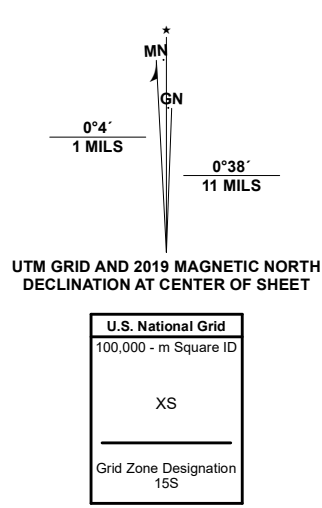 MN
GN
0°4´
1 MILS
0°38´
11 MILS
UTM GRID AND 2019 MAGNETIC NORTH
DECLINATION AT CENTER OF SHEET
U.S. National Grid
100,000 - m Square ID
XS
Grid Zone Designation
15S